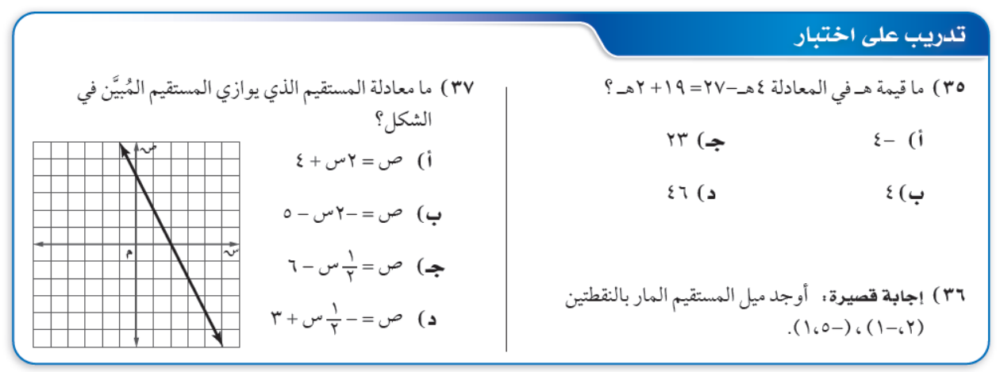 تدريب على اختبار
٣٥) ما قيمة هـ في المعادلة ٤هـ–٢٧= ١٩+ ٢هـ ؟
أ) –٤
جـ) ٢٣
ب) ٤
د) ٤٦
٣٦) إجابة قصيرة: أوجد ميل المستقيم المار بالنقطتين
(٢،–١)، (–٥،١).
٣٧) ما معادلة المستقيم الذي يوازي المستقيم المُبيَّن في
الشكل؟
أ) ص = ٢س + ٤
ب) ص = –٢س – ٥
جـ) ص = ١/٢ س – ٦
د) ص = – ١/٢ س + ٣
ص
م
س